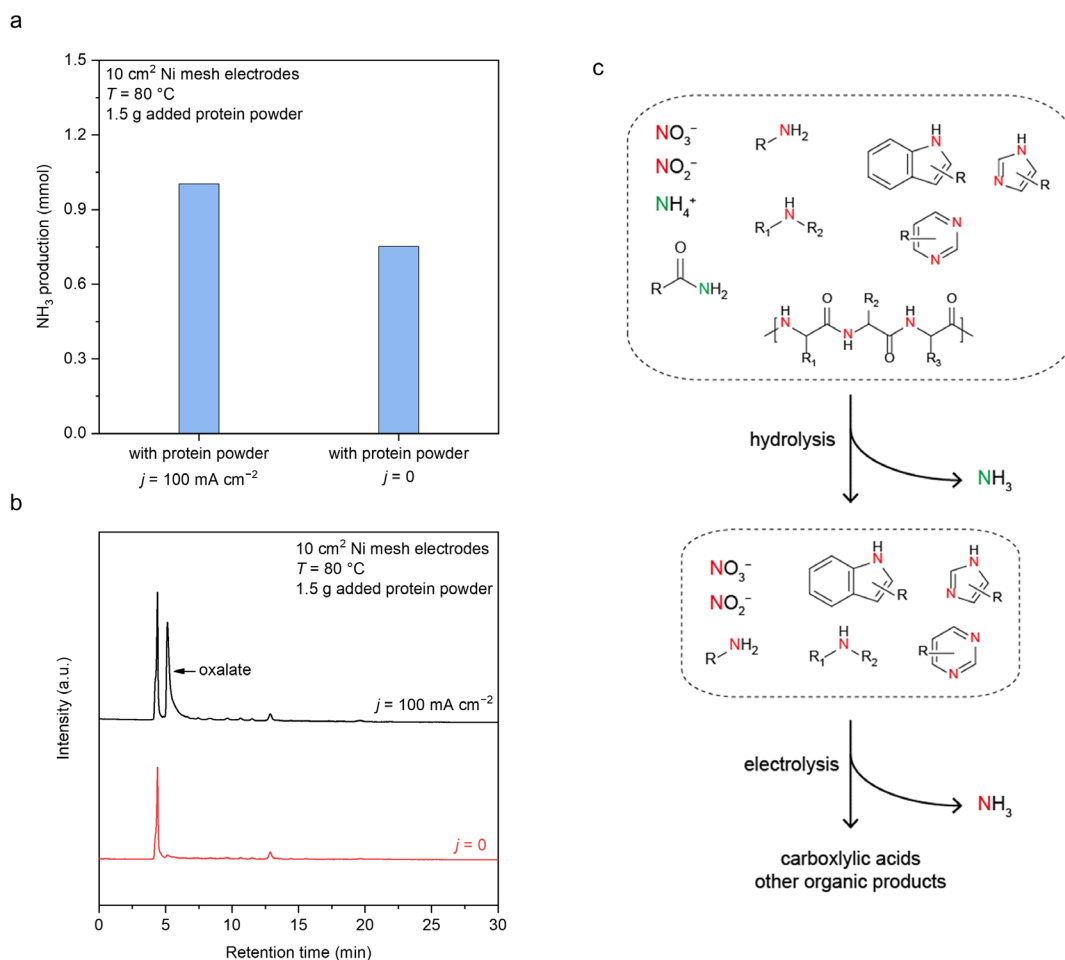 a
1.5
1.2
0.9
0.6
0.3
0.0
NH₃ production (mmol)
10 cm² Ni mesh electrodes
T = 80 °C
1.5 g added protein powder
with protein powder
j = 100 mA cm⁻²
with protein powder
j = 0
b
Intensity (a.u.)
10 cm² Ni mesh electrodes
T = 80 °C
1.5 g added protein powder
oxalate
j = 100 mA cm⁻²
j = 0
0 5 10 15 20 25 30
Retention time (min)
c
NO₃⁻
NO₂⁻
NH₄⁺
R NH₂
H
N
R
H
N
N
R
H
N
R₁ R₂
R N
N
O
R NH₂
H
N
R₁
O
N
H
R₂
O
H
N
R₃
O
hydrolysis
NH₃
NO₃⁻
NO₂⁻
H
N
R
H
N
N
R
R NH₂
H
N
R₁ R₂
R N
N
electrolysis
NH₃
carboxlylic acids
other organic products